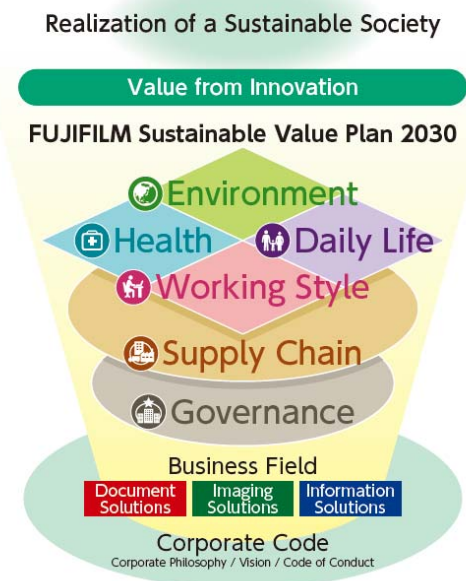 Realization of a Sustainable Society
Value from Innovation
FUJIFILM Sustainable Value Plan 2030
Environment
Health
Daily Life
Working Style
Supply Chain
Governance
Business Field
Document
Solutions
Imaging
Solutions
Information
Solutions
Corporate Code
Corporate Philosophy / Vision / Code of Conduct